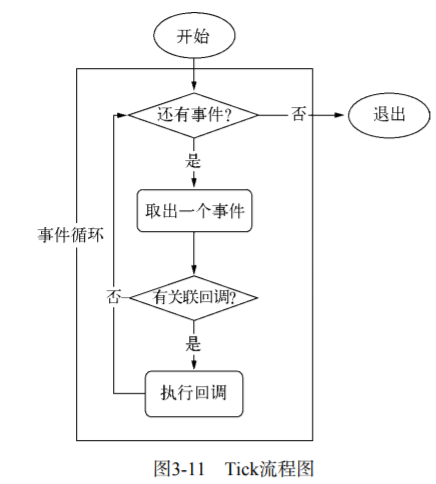 开始
还有事件?
否
退出
是
取出一个事件
事件循环
有关联回调?
否
是
执行回调
图3-11 Tick流程图